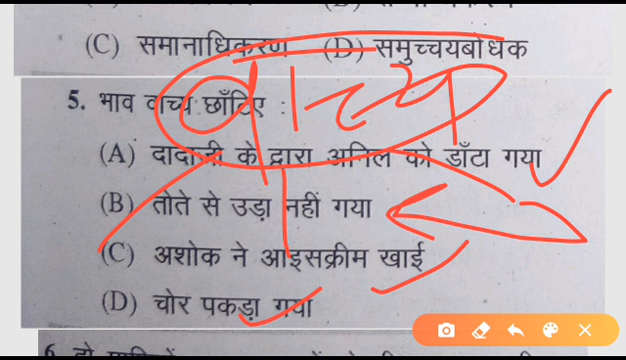 (C) समानाधिकरण (D) समुच्चयबोधक
5. भाव वाच्य छाँटिए :
वाच्य
(A) दादाजी के द्वारा अनिल को डाँटा गया
(B) तोते से उड़ा नहीं गया
(C) अशोक ने आइसक्रीम खाई
(D) चोर पकड़ा गया